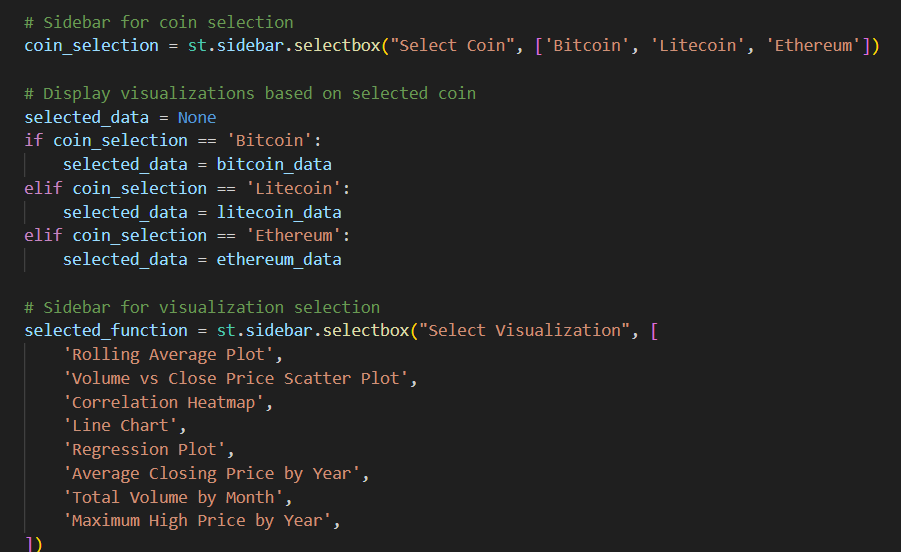 # Sidebar for coin selection
coin_selection = st.sidebar.selectbox("Select Coin", ['Bitcoin', 'Litecoin', 'Ethereum'])
# Display visualizations based on selected coin
selected_data = None
if coin_selection == 'Bitcoin':
    selected_data = bitcoin_data
elif coin_selection == 'Litecoin':
    selected_data = litecoin_data
elif coin_selection == 'Ethereum':
    selected_data = ethereum_data
# Sidebar for visualization selection
selected_function = st.sidebar.selectbox("Select Visualization", [
    'Rolling Average Plot',
    'Volume vs Close Price Scatter Plot',
    'Correlation Heatmap',
    'Line Chart',
    'Regression Plot',
    'Average Closing Price by Year',
    'Total Volume by Month',
    'Maximum High Price by Year',
])